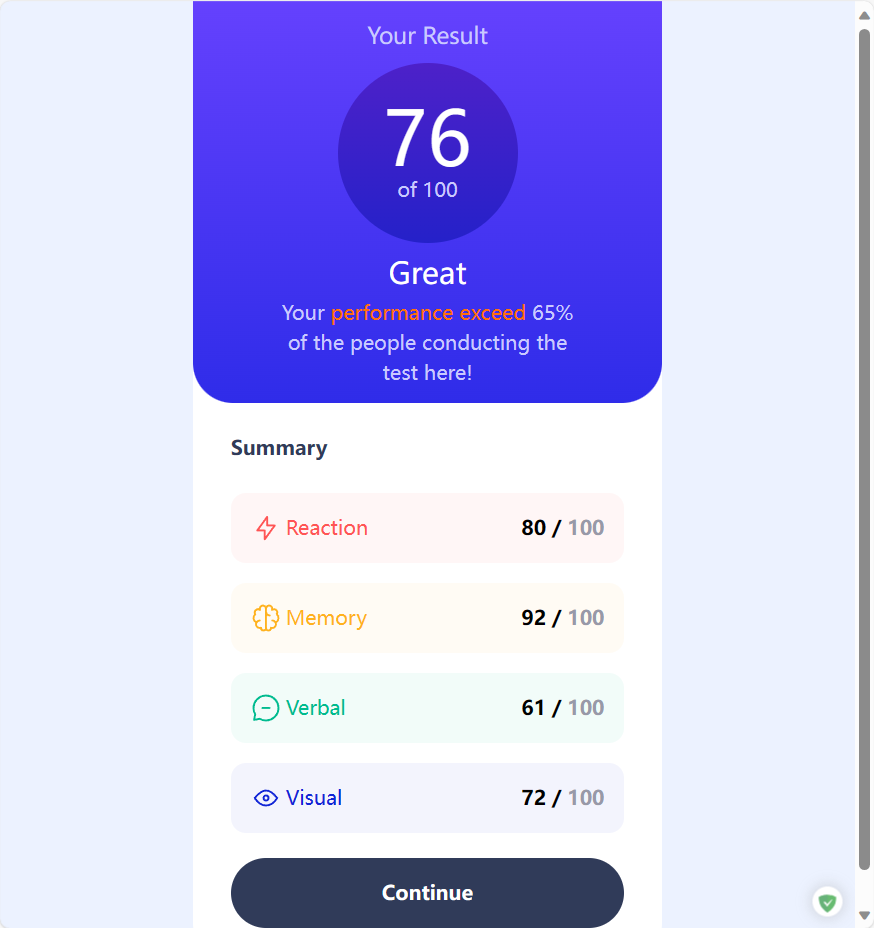 Your Result
76
of 100
Great
Your performance exceed 65%
of the people conducting the
test here!
Summary
Reaction 80 / 100
Memory 92 / 100
Verbal 61 / 100
Visual 72 / 100
Continue